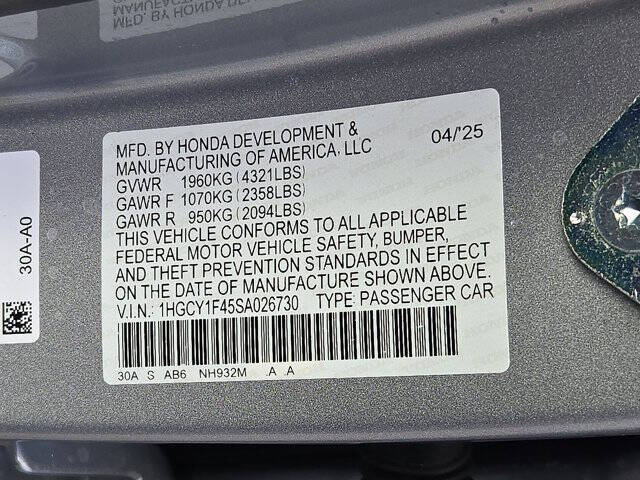 MFD. BY HONDA DEVELOPMENT &
MANUFACTURING OF AMERICA, LLC
04/'25
GVWR 1960KG (4321LBS)
GAWR F 1070KG (2358LBS)
GAWR R 950KG (2094LBS)
THIS VEHICLE CONFORMS TO ALL APPLICABLE
FEDERAL MOTOR VEHICLE SAFETY, BUMPER,
AND THEFT PREVENTION STANDARDS IN EFFECT
ON THE DATE OF MANUFACTURE SHOWN ABOVE.
V.I.N.: 1HGCY1F45SA026730 TYPE: PASSENGER CAR
30A S AB6 NH932M .A .A
30A-A0